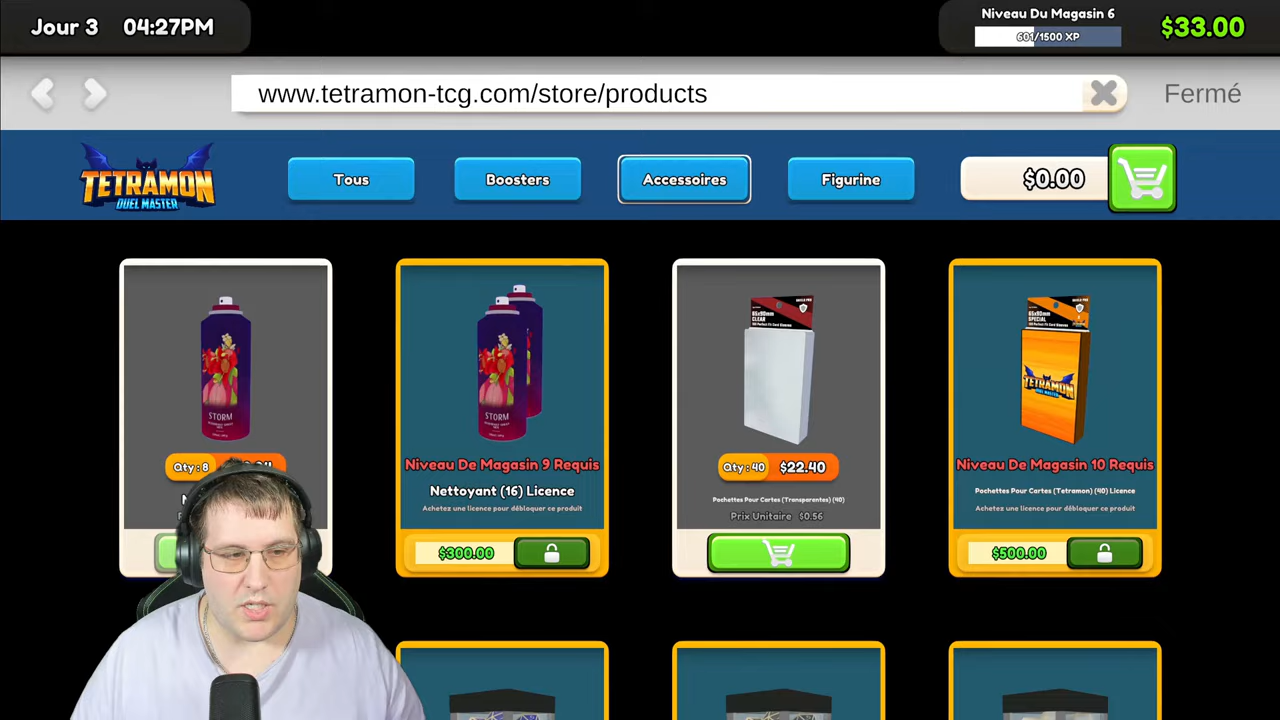 Jour 3 04:27PM
Niveau Du Magasin 6
601/1500 XP
$33.00
www.tetramon-tcg.com/store/products
Fermé
TETRAMON
DUEL MASTER
Tous
Boosters
Accessoires
Figurine
$0.00
STORM
Qty : 8
STORM
Niveau De Magasin 9 Requis
Nettoyant (16) Licence
Achetez une licence pour débloquer ce produit
$300.00
65x90mm
CLEAR
Qty : 40 $22.40
Pochettes Pour Cartes (Transparentes) (40)
Prix Unitaire $0.56
65x90mm
SPECIAL
TETRAMON
Niveau De Magasin 10 Requis
Pochettes Pour Cartes (Tetramon) (40) Licence
Achetez une licence pour débloquer ce produit
$500.00